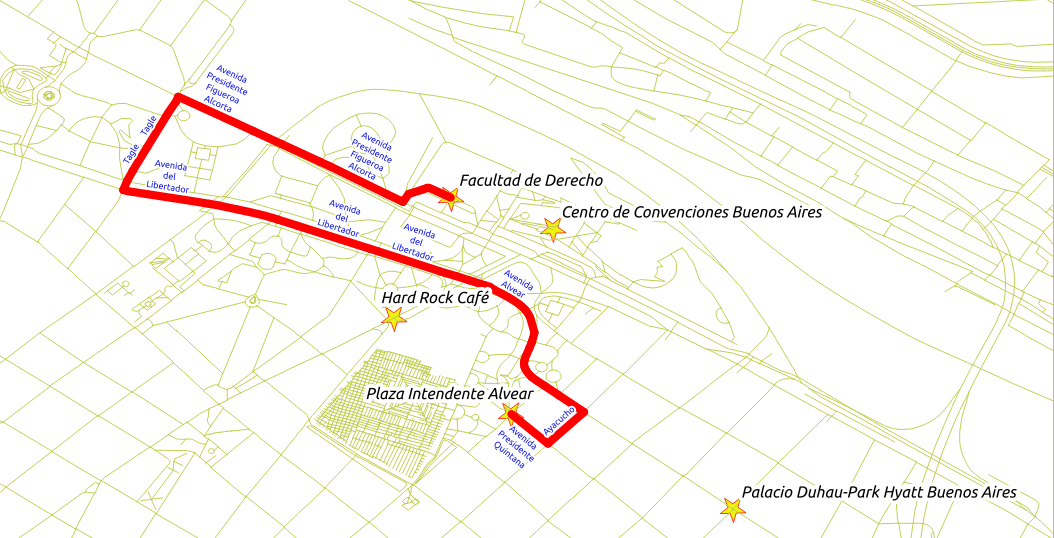 Avenida
Presidente
Figueroa
Alcorta
Tagle
Tagle
Avenida
Presidente
Figueroa
Alcorta
Avenida
del
Libertador
Facultad de Derecho
Avenida
del
Libertador
Centro de Convenciones Buenos Aires
Avenida
del
Libertador
Avenida
Alvear
Hard Rock Café
Plaza Intendente Alvear
Ayacucho
Avenida
Presidente
Quintana
Palacio Duhau-Park Hyatt Buenos Aires